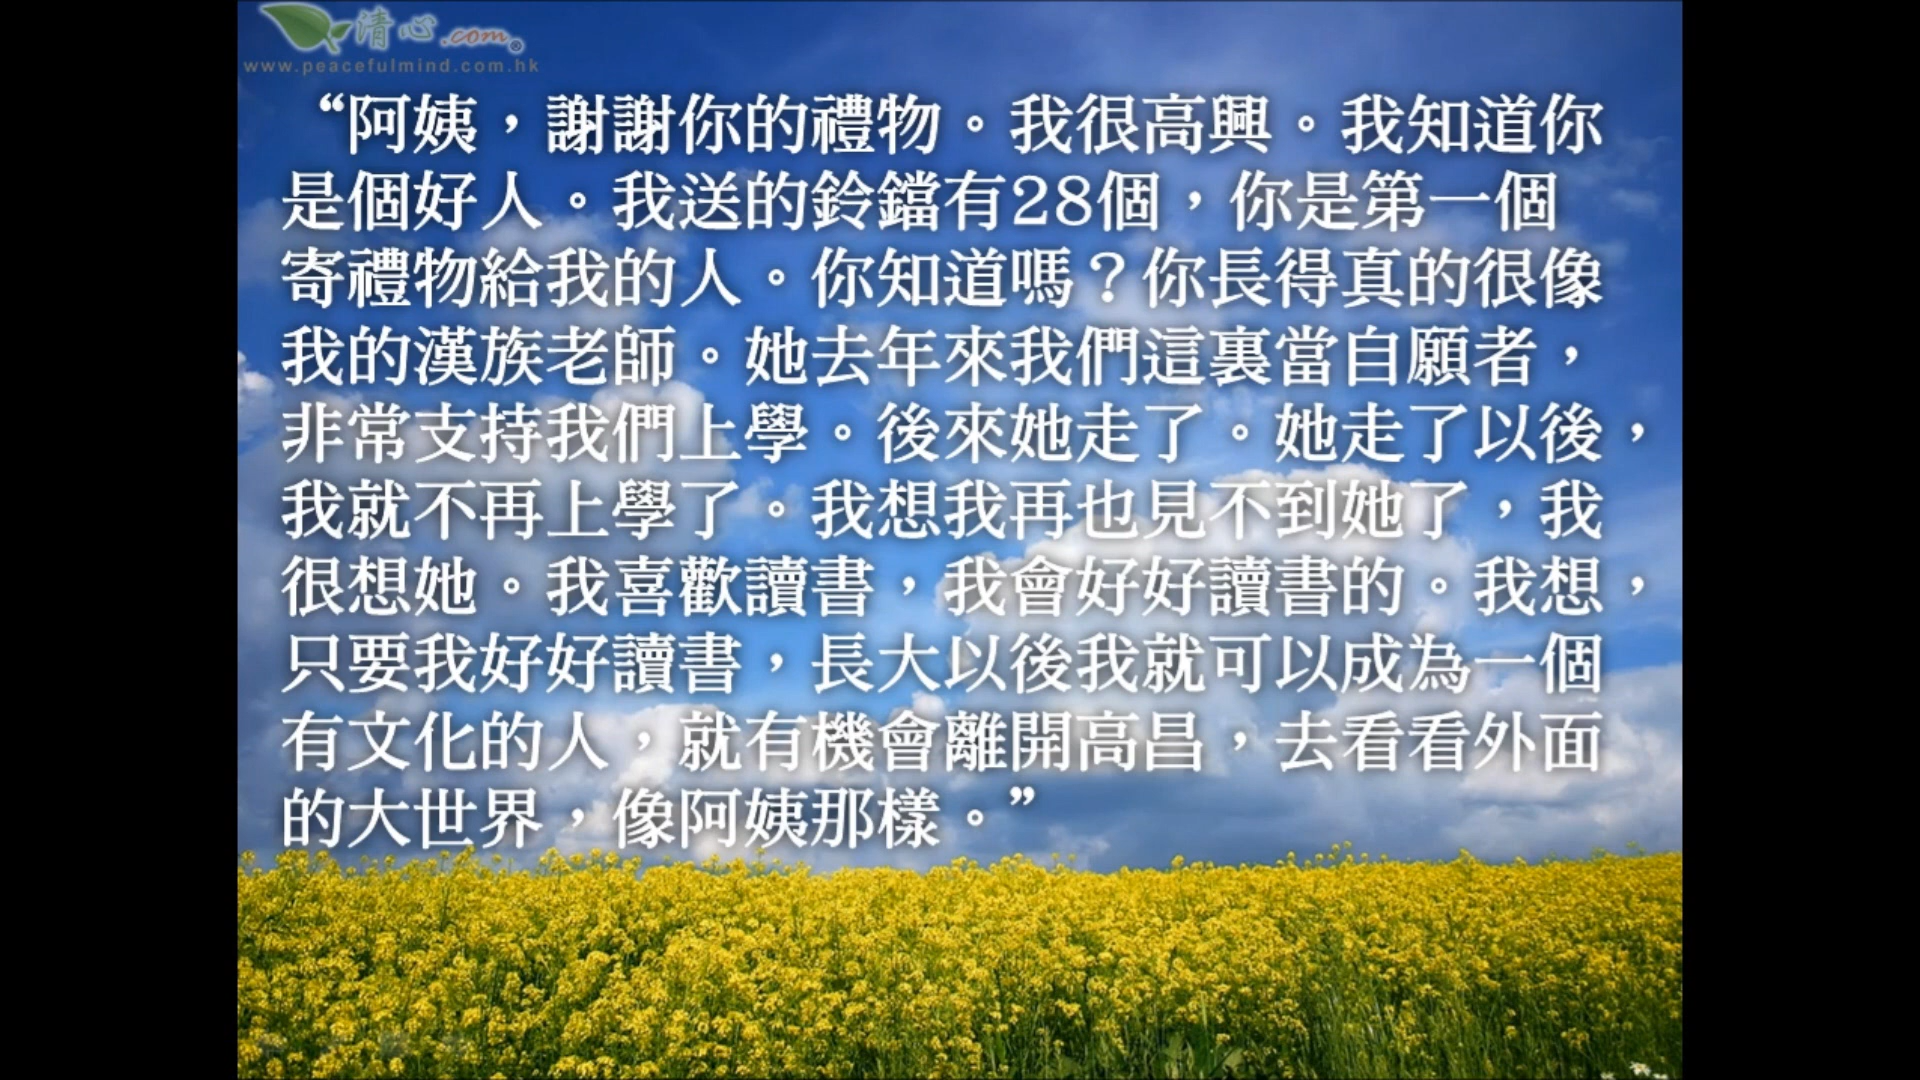 清心.com®
www.peacefulmind.com.hk
“阿姨，謝謝你的禮物。我很高興。我知道你
是個好人。我送的鈴鐺有28個，你是第一個
寄禮物給我的人。你知道嗎？你長得真的很像
我的漢族老師。她去年來我們這裏當自願者，
非常支持我們上學。後來她走了。她走了以後，
我就不再上學了。我想我再也見不到她了，我
很想她。我喜歡讀書，我會好好讀書的。我想，
只要我好好讀書，長大以後我就可以成為一個
有文化的人，就有機會離開高昌，去看看外面
的大世界，像阿姨那樣。”